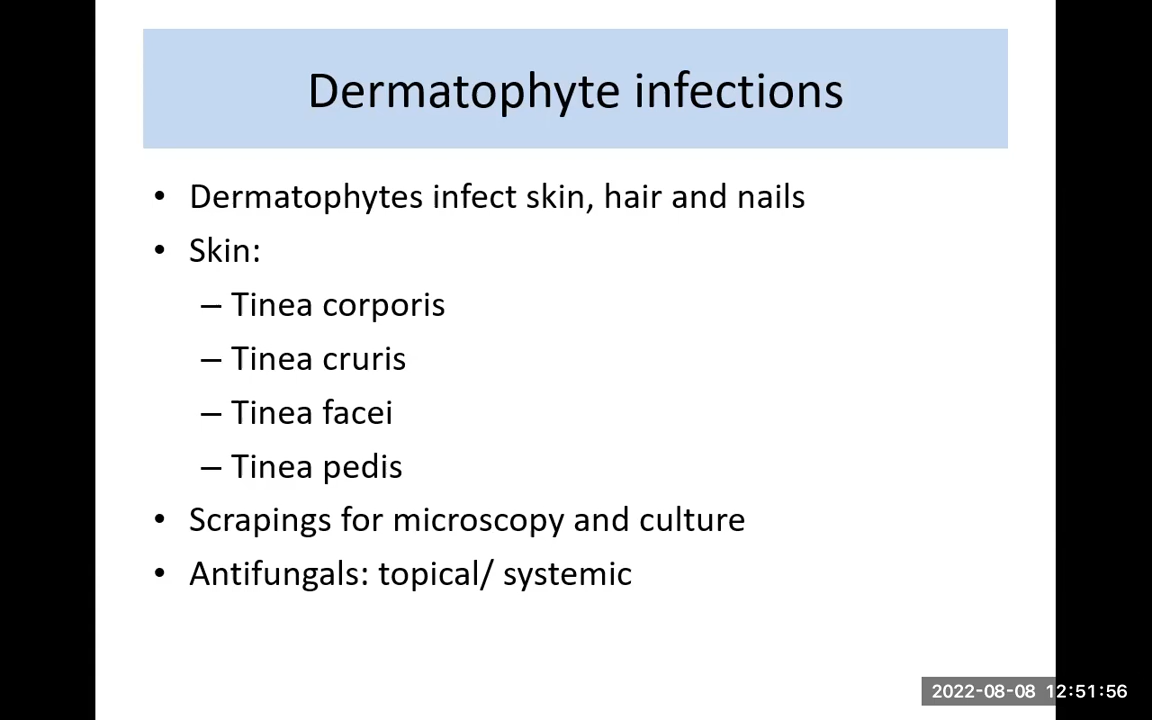 Dermatophyte infections
• Dermatophytes infect skin, hair and nails
• Skin:
– Tinea corporis
– Tinea cruris
– Tinea facei
– Tinea pedis
• Scrapings for microscopy and culture
• Antifungals: topical/ systemic
2022-08-08 12:51:56